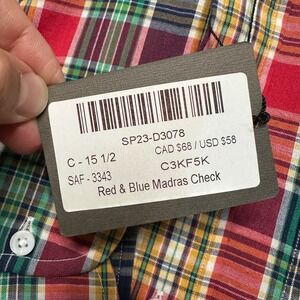 SP23-D3078
C - 15 1/2
CAD $68 / USD $58
SAF - 3343
C3KF5K
Red & Blue Madras Check